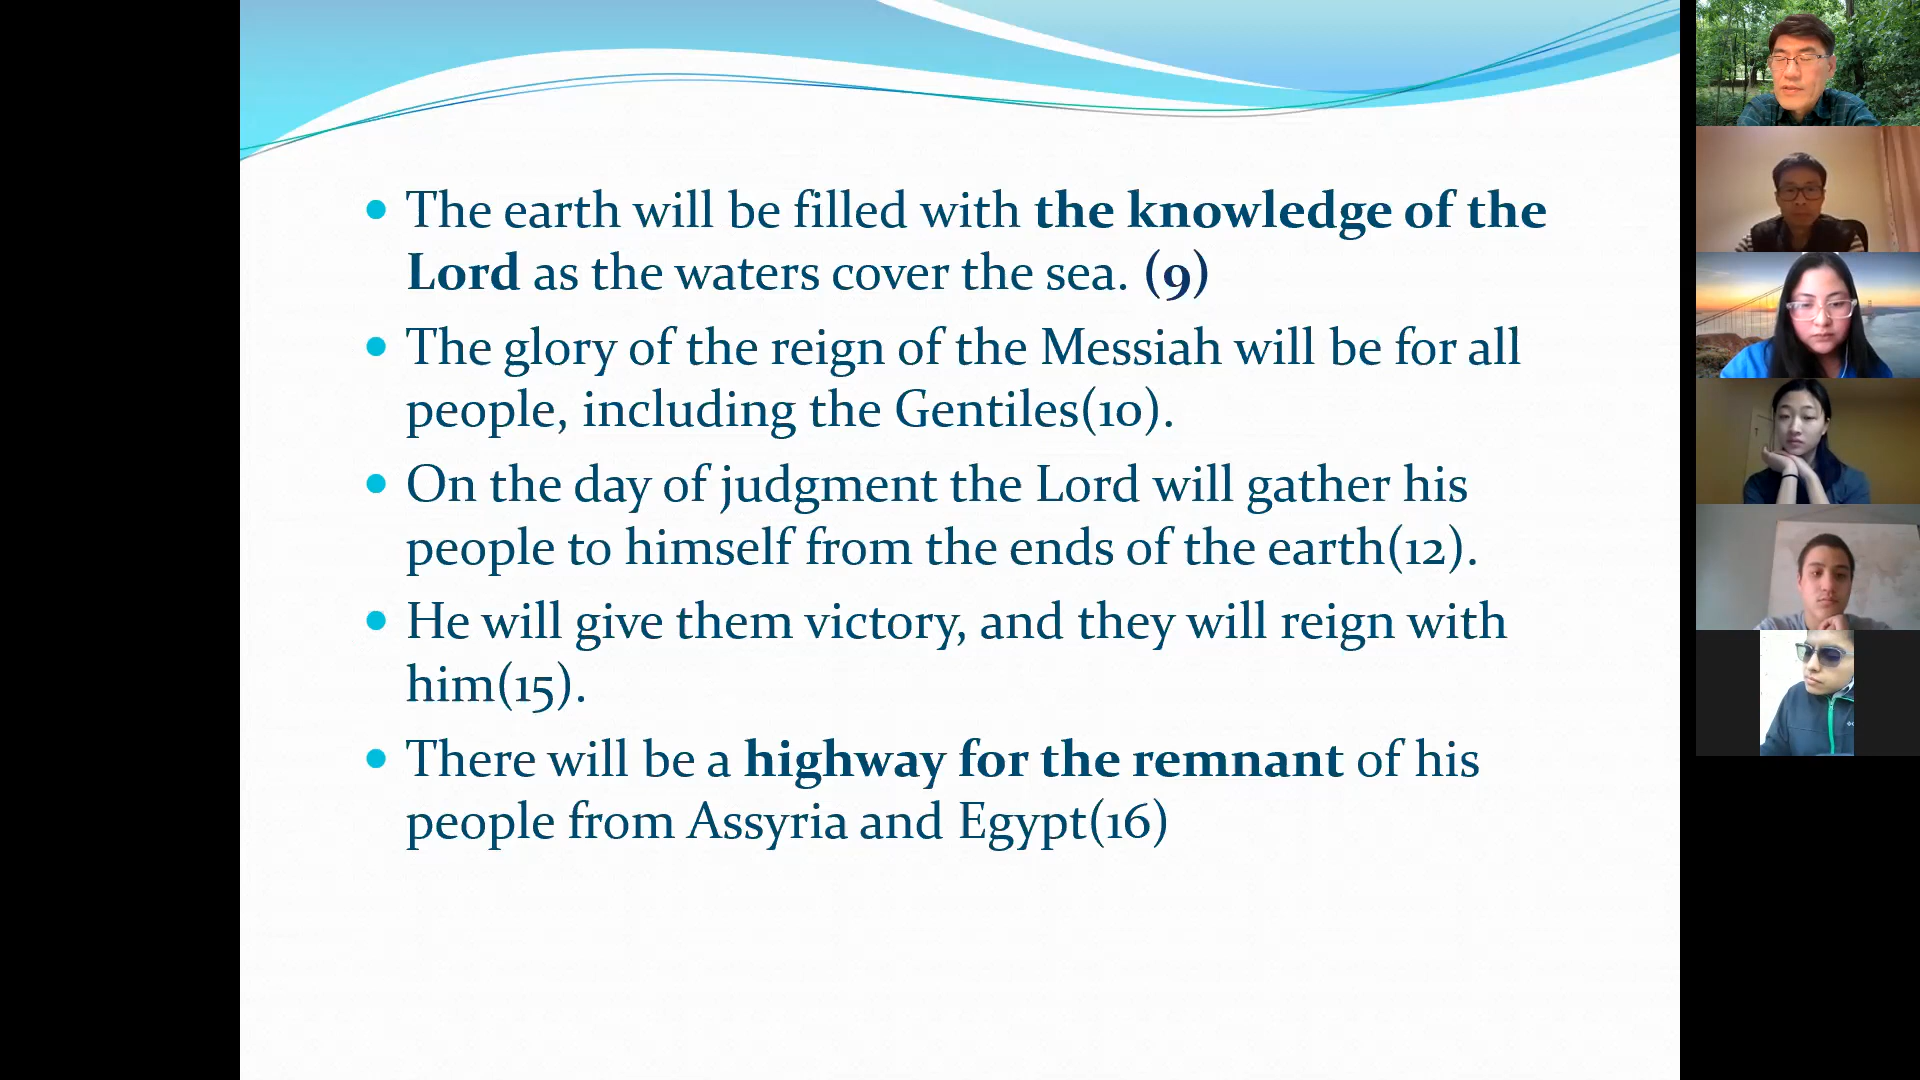 The earth will be filled with the knowledge of the
Lord as the waters cover the sea. (9)
The glory of the reign of the Messiah will be for all
people, including the Gentiles(10).
On the day of judgment the Lord will gather his
people to himself from the ends of the earth(12).
He will give them victory, and they will reign with
him(15).
There will be a highway for the remnant of his
people from Assyria and Egypt(16)